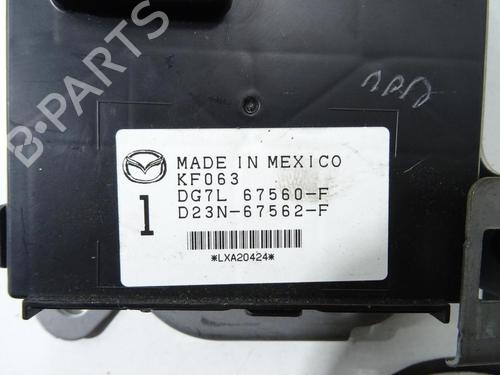 B-PARTS
MADE IN MEXICO
KF063
DG7L 67560-F
1 D23N-67562-F
*LXA20424*